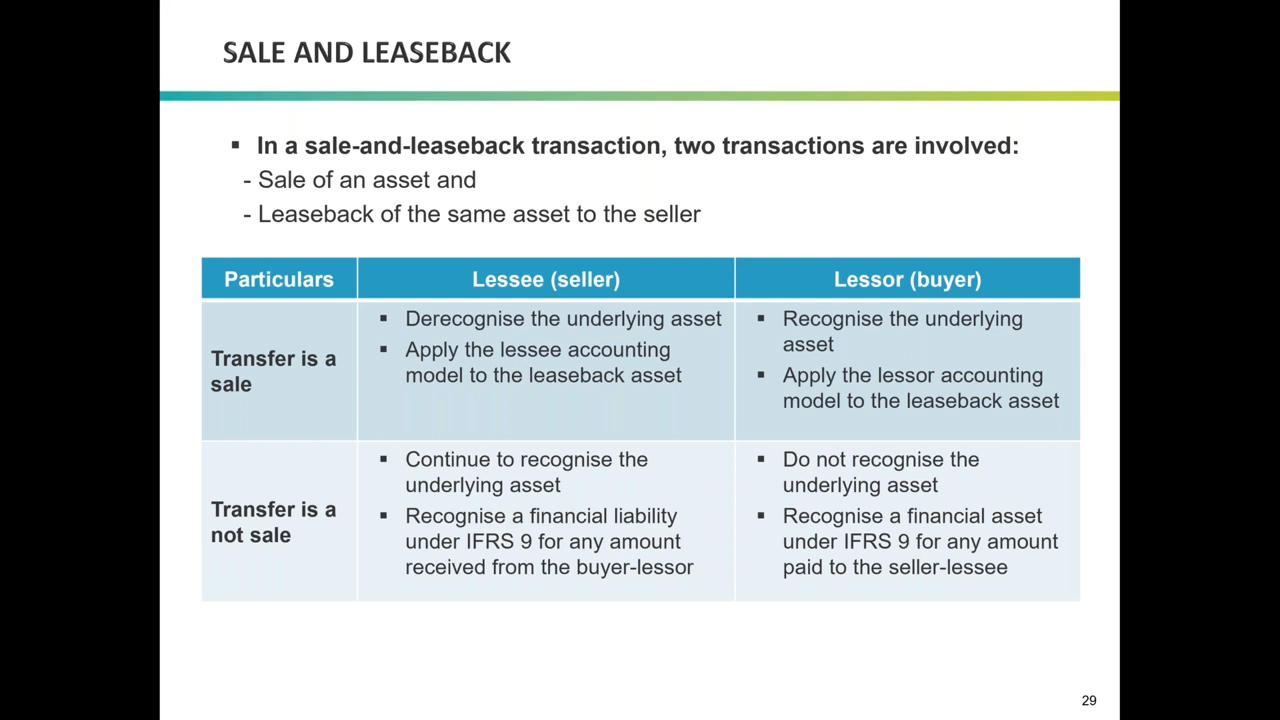 SALE AND LEASEBACK
▪ In a sale-and-leaseback transaction, two transactions are involved:
- Sale of an asset and
- Leaseback of the same asset to the seller
Particulars
Lessee (seller)
Lessor (buyer)
Transfer is a
sale
▪ Derecognise the underlying asset
▪ Apply the lessee accounting
model to the leaseback asset
▪ Recognise the underlying
asset
▪ Apply the lessor accounting
model to the leaseback asset
Transfer is a
not sale
▪ Continue to recognise the
underlying asset
▪ Recognise a financial liability
under IFRS 9 for any amount
received from the buyer-lessor
▪ Do not recognise the
underlying asset
▪ Recognise a financial asset
under IFRS 9 for any amount
paid to the seller-lessee
29